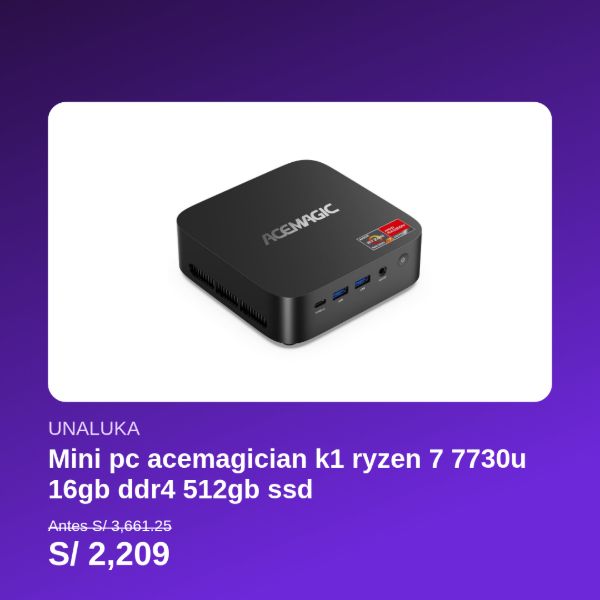 ACEMAGIC
UNALUKA
Mini pc acemagician k1 ryzen 7 7730u
16gb ddr4 512gb ssd
Antes S/ 3,661.25
S/ 2,209